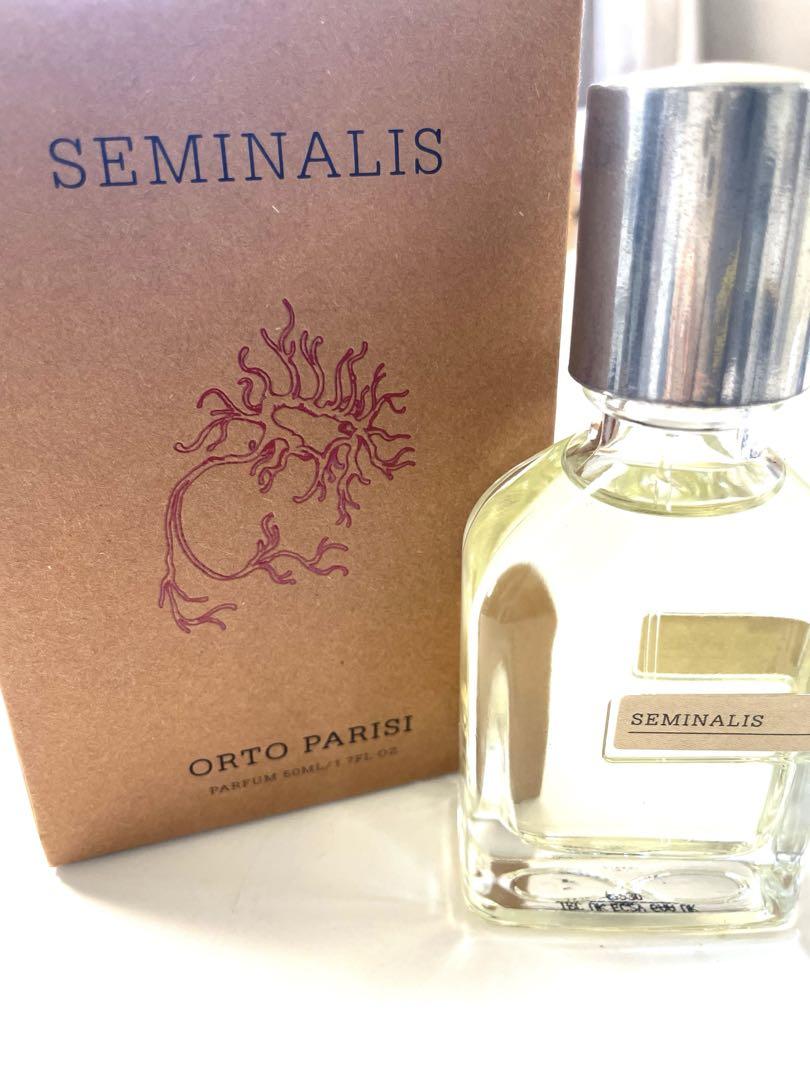 SEMINALIS
ORTO PARISI
PARFUM 50ML/1.7FL OZ
SEMINALIS